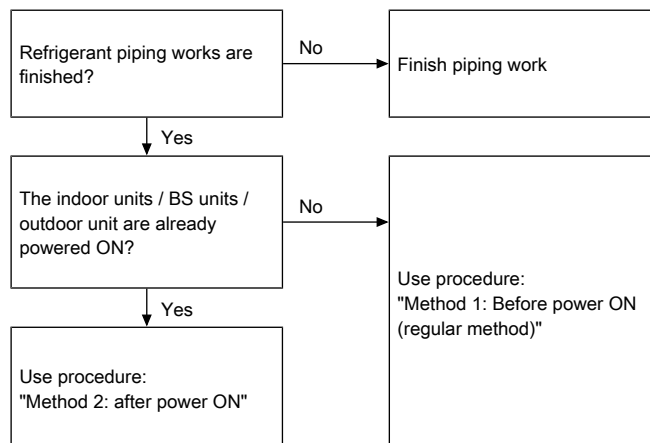 Refrigerant piping works are
finished?
No
Finish piping work
Yes
The indoor units / BS units /
outdoor unit are already
powered ON?
No
Use procedure:
"Method 1: Before power ON
(regular method)"
Yes
Use procedure:
"Method 2: after power ON"